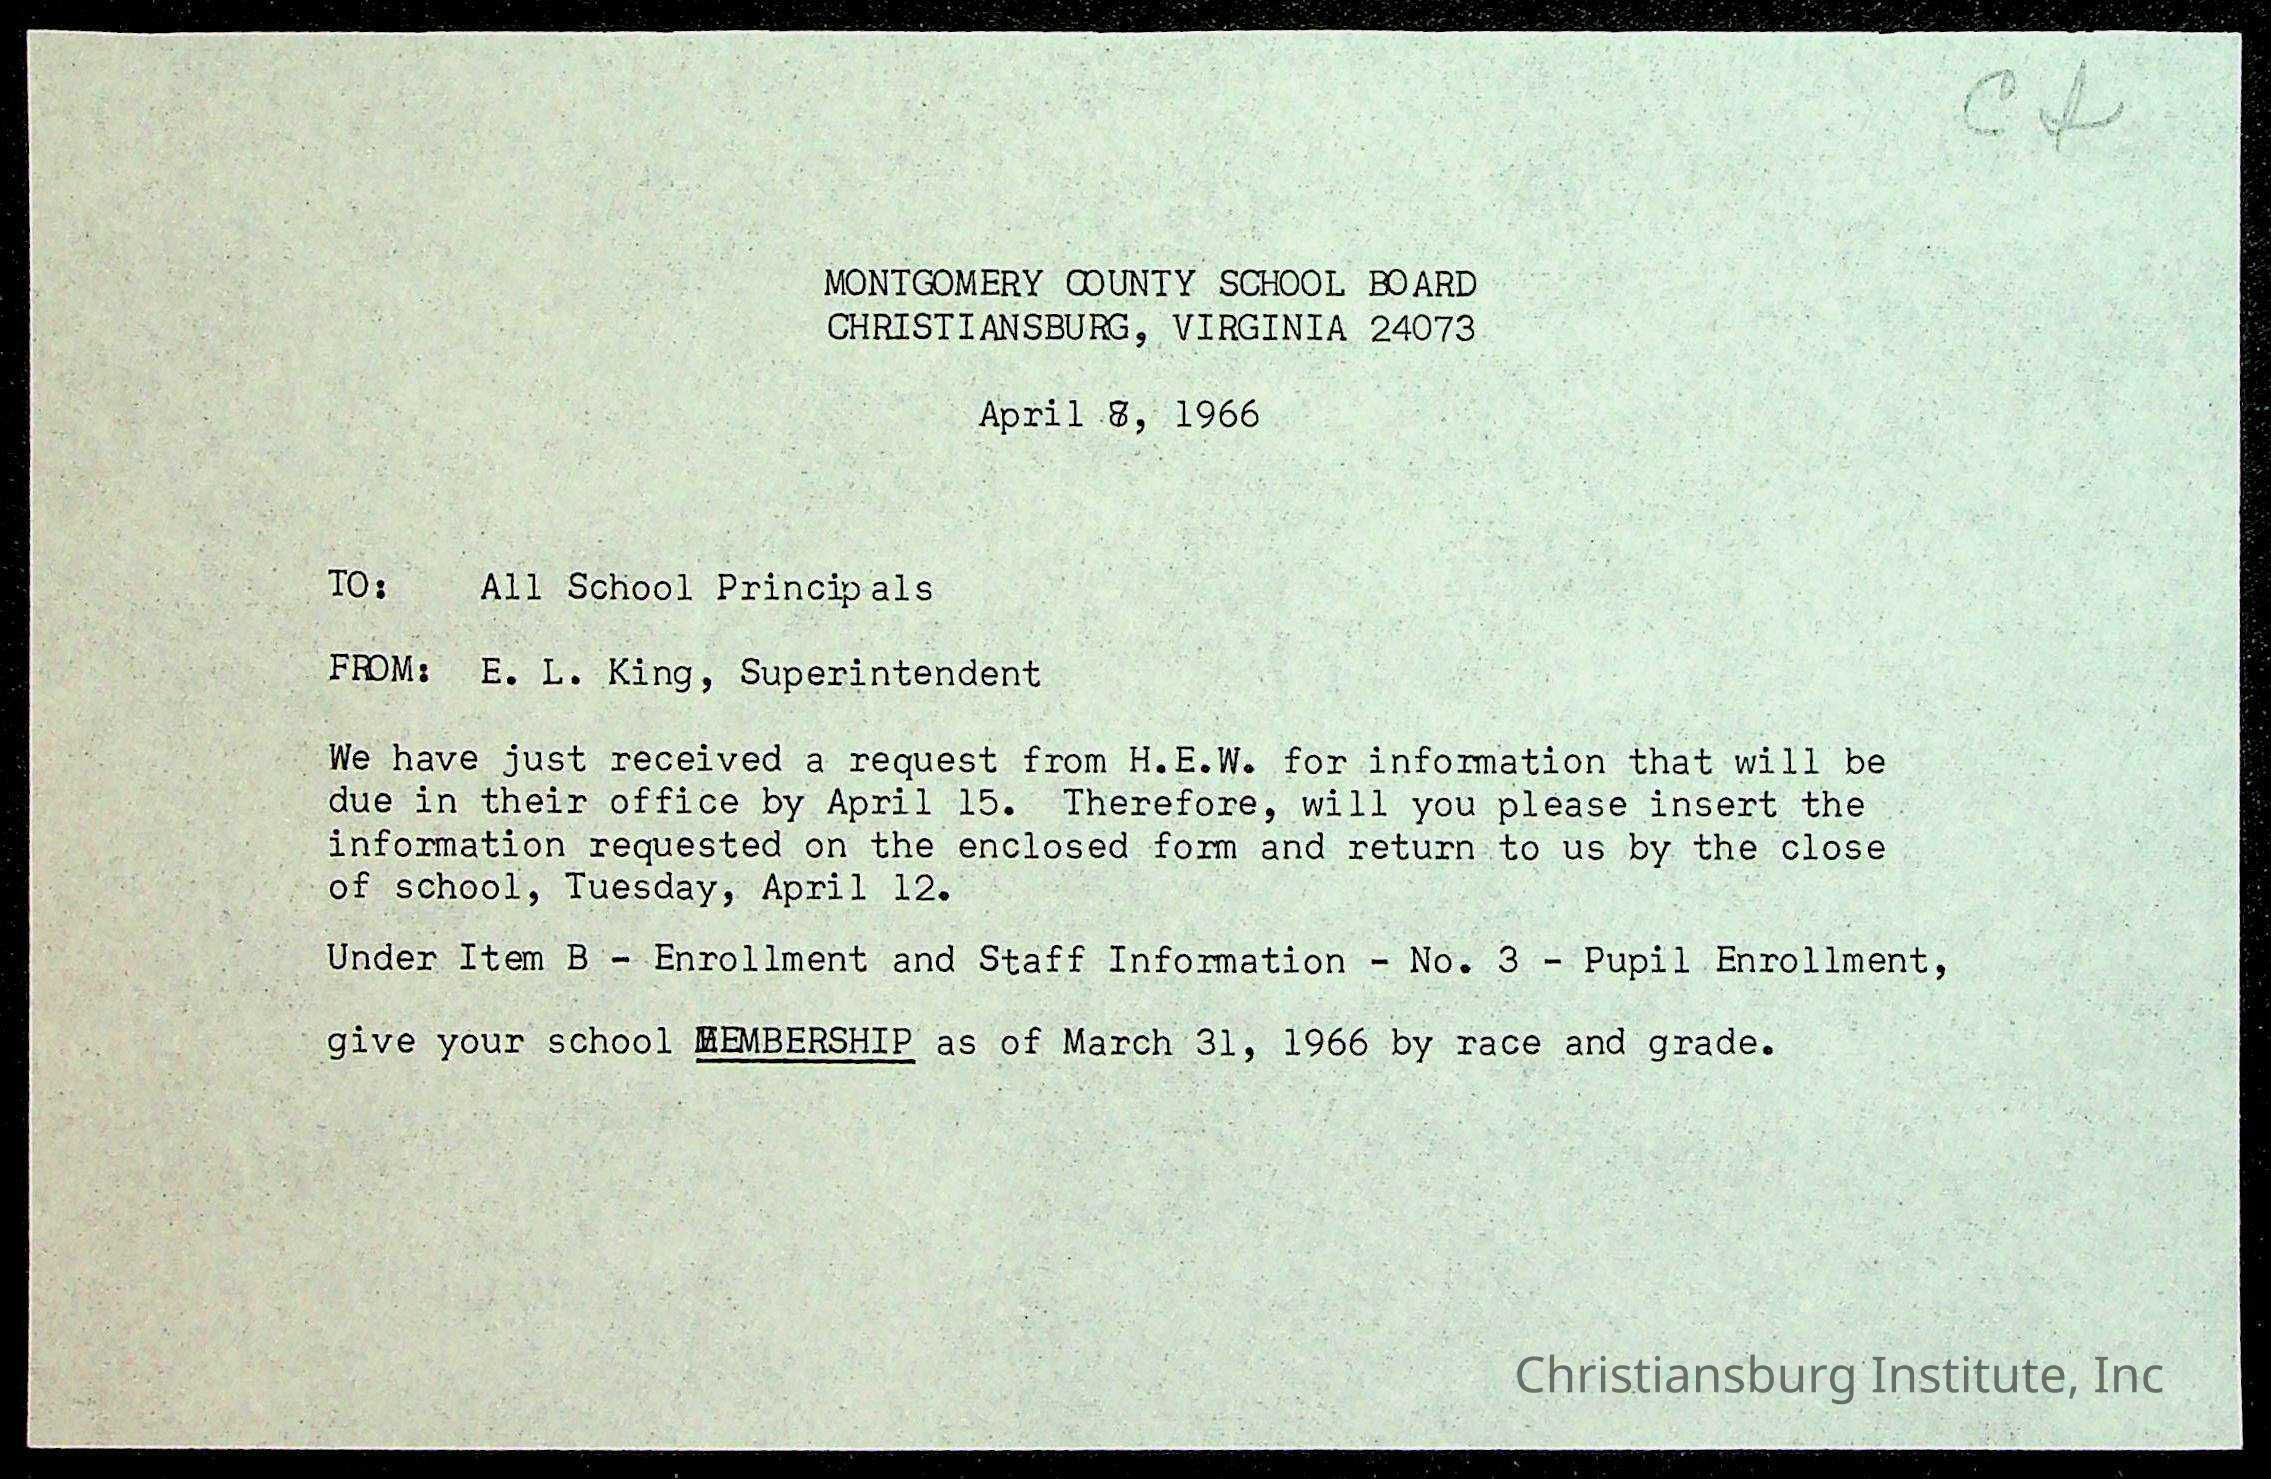 C I
MONTGOMERY COUNTY SCHOOL BOARD
CHRISTIANSBURG, VIRGINIA 24073
April 8, 1966
TO: All School Principals
FROM: E. L. King, Superintendent
We have just received a request from H.E.W. for information that will be
due in their office by April 15. Therefore, will you please insert the
information requested on the enclosed form and return to us by the close
of school, Tuesday, April 12.
Under Item B - Enrollment and Staff Information - No. 3 - Pupil Enrollment,
give your school MEMBERSHIP as of March 31, 1966 by race and grade.
Christiansburg Institute, Inc